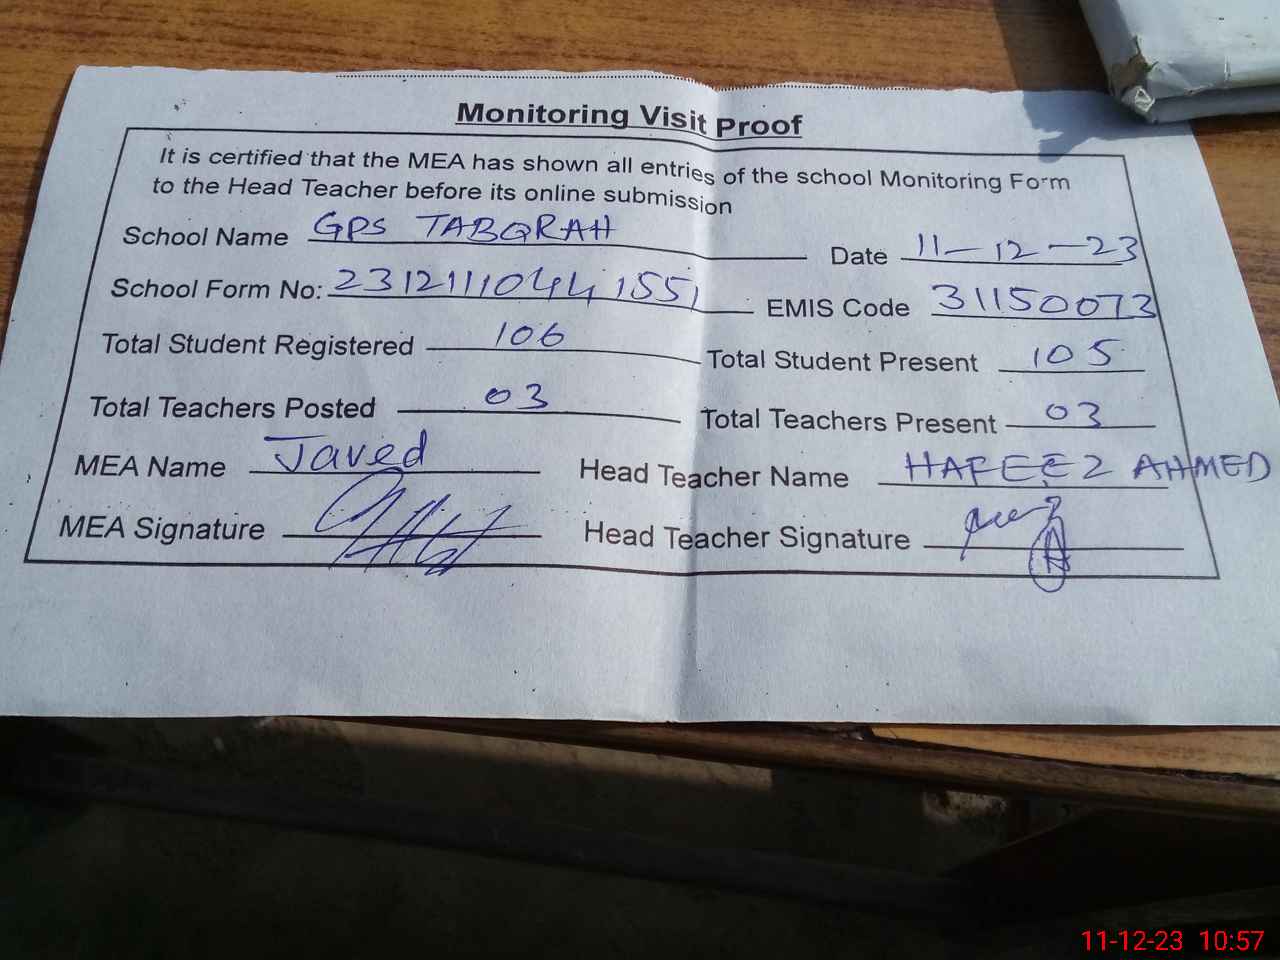 Monitoring Visit Proof
It is certified that the MEA has shown all entries of the school Monitoring Form
to the Head Teacher before its online submission
School Name GPS TABQRAH Date 11-12-23
School Form No: 23121110441551 EMIS Code 31150073
Total Student Registered 106 Total Student Present 105
Total Teachers Posted 03 Total Teachers Present 03
MEA Name Javed Head Teacher Name HAFEEZ AHMED
MEA Signature Head Teacher Signature
11-12-23 10:57